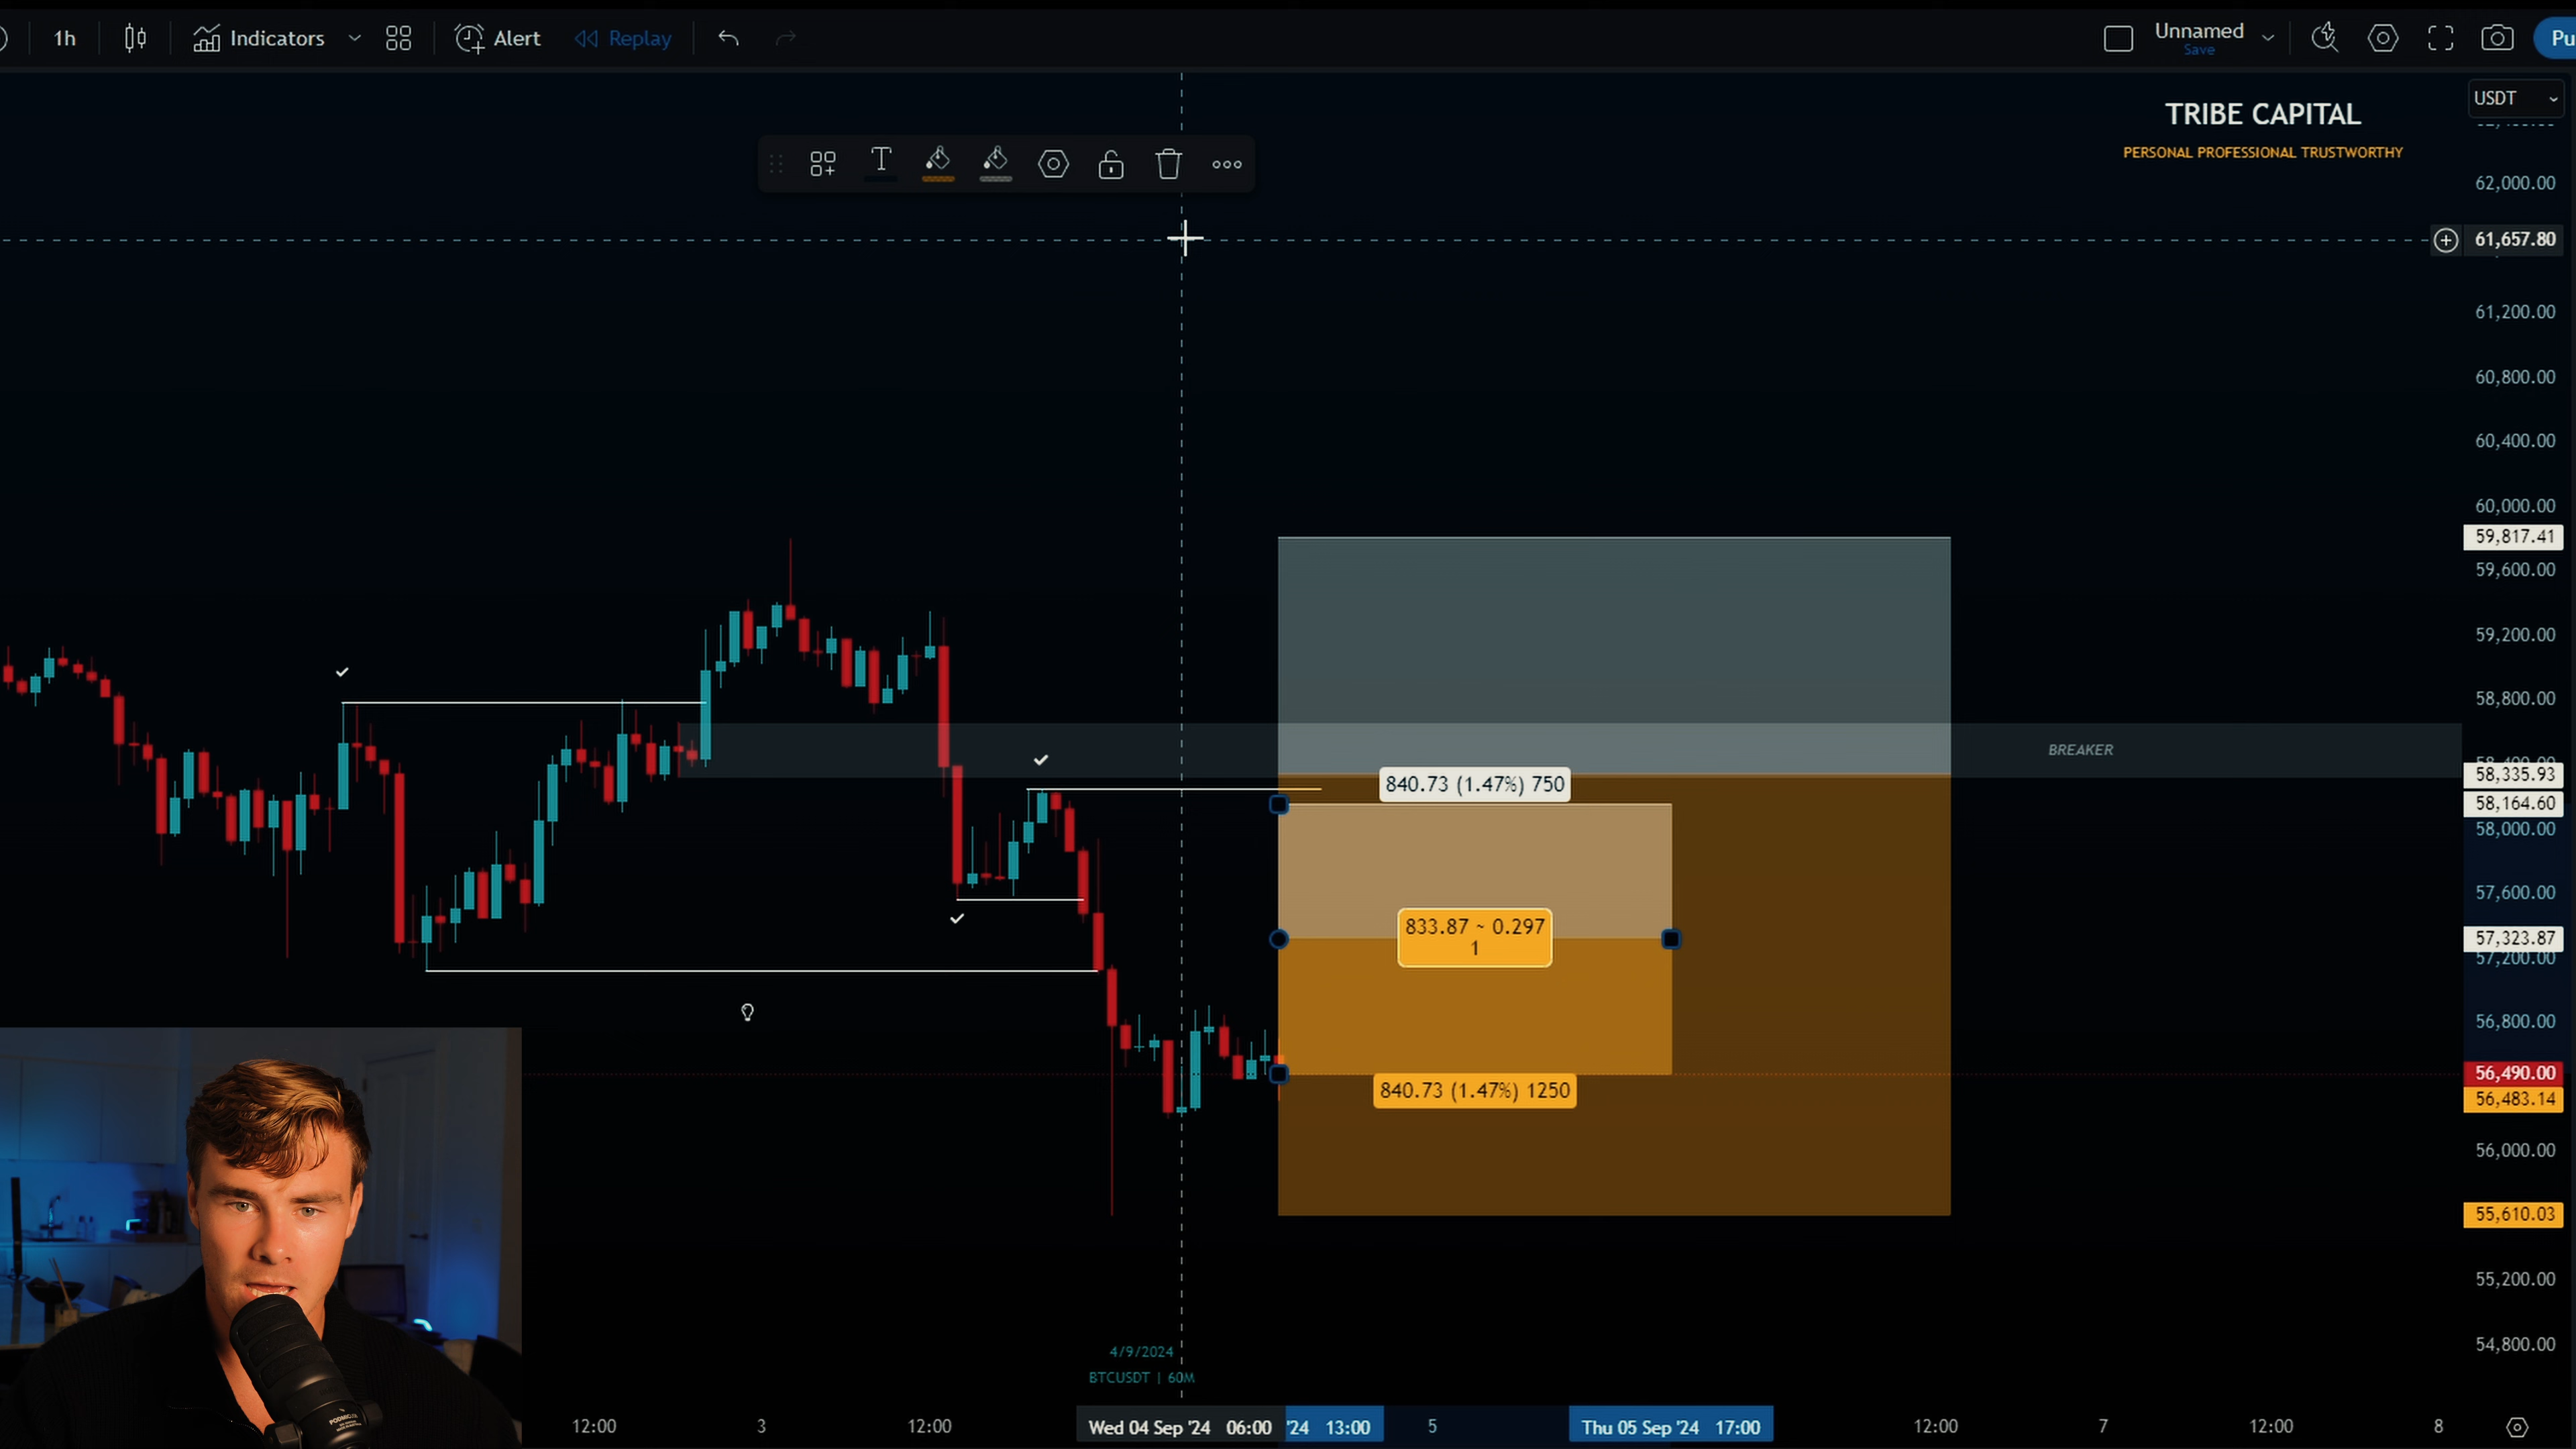 1h
Indicators
Alert
Replay
Unnamed
Save
Pu
USDT
TRIBE CAPITAL
PERSONAL PROFESSIONAL TRUSTWORTHY
62,000.00
61,657.80
61,200.00
60,800.00
60,400.00
60,000.00
59,817.41
59,600.00
59,200.00
58,800.00
BREAKER
58,335.93
840.73 (1.47%) 750
58,164.60
58,000.00
57,600.00
833.87 ~ 0.297
1
57,323.87
57,200.00
56,800.00
56,490.00
840.73 (1.47%) 1250
56,483.14
56,000.00
55,610.03
55,200.00
54,800.00
4/9/2024
BTCUSDT | 60M
12:00
3
12:00
Wed 04 Sep '24 06:00
'24 13:00
5
Thu 05 Sep '24 17:00
12:00
7
12:00
8